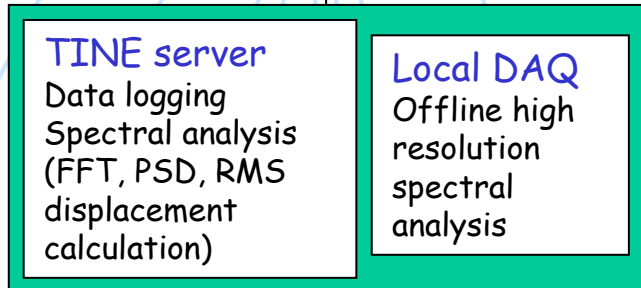 TINE server
Data logging
Spectral analysis
(FFT, PSD, RMS
displacement
calculation)
Local DAQ
Offline high
resolution
spectral
analysis